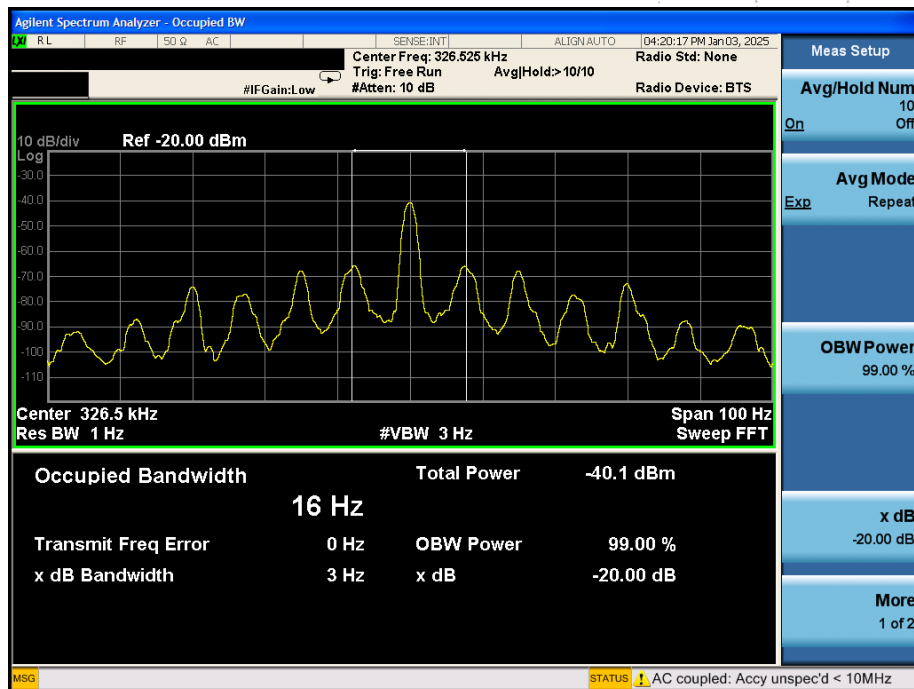 Agilent Spectrum Analyzer - Occupied BW
LXI RL RF 50 Ω AC SENSE:INT ALIGN AUTO 04:20:17 PM Jan 03, 2025
Center Freq: 326.525 kHz Radio Std: None
Trig: Free Run Avg|Hold:> 10/10
#IFGain:Low #Atten: 10 dB Radio Device: BTS
10 dB/div Ref -20.00 dBm
Log
-30.0
-40.0
-50.0
-60.0
-70.0
-80.0
-90.0
-100
-110
Center 326.5 kHz Span 100 Hz
Res BW 1 Hz #VBW 3 Hz Sweep FFT
Occupied Bandwidth Total Power -40.1 dBm
16 Hz
Transmit Freq Error 0 Hz OBW Power 99.00 %
x dB Bandwidth 3 Hz x dB -20.00 dB
Meas Setup
Avg/Hold Num
10
On Off
Avg Mode
Exp Repeat
OBW Power
99.00 %
x dB
-20.00 dB
More
1 of 2
MSG STATUS AC coupled: Accy unspec'd < 10MHz